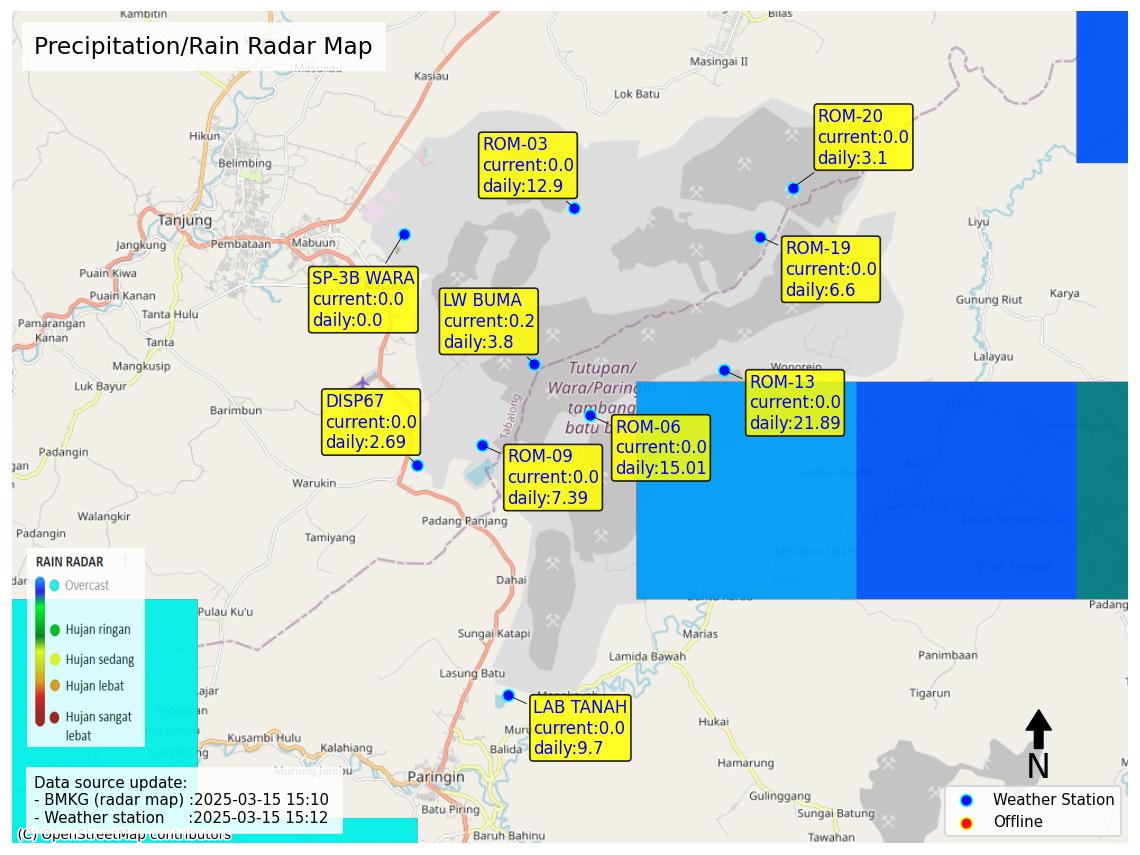 Kambitin
Bilas
Precipitation/Rain Radar Map
Masukau
Kasiau
Masingai II
Lok Batu
Hikun
Belimbing
ROM-03
current:0.0
daily:12.9
ROM-20
current:0.0
daily:3.1
Tanjung
Jangkung
Pembataan
Mabuun
Liyu
ROM-19
current:0.0
daily:6.6
Puain Kiwa
Puain Kanan
SP-3B WARA
current:0.0
daily:0.0
Tanta Hulu
LW BUMA
current:0.2
daily:3.8
Gunung Riut
Karya
Pamarangan
Kanan
Tanta
Mangkusip
Luk Bayur
Lalayau
Wonorejo
Tutupan/
Wara/Paringin
tambang
batu b
Tabalong
ROM-13
current:0.0
daily:21.89
Barimbun
DISP67
current:0.0
daily:2.69
ROM-06
current:0.0
daily:15.01
ROM-09
current:0.0
daily:7.39
Padangin
gan
Warukin
Walangkir
Padangin
Padang Panjang
Tamiyang
Dahai
RAIN RADAR
Overcast
Hujan ringan
Hujan sedang
Hujan lebat
Hujan sangat
lebat
Pulau Ku'u
Sungai Katapi
Marias
Padang
Lamida Bawah
Panimbaan
Lasung Batu
Tigarun
LAB TANAH
current:0.0
daily:9.7
Hukai
Kusambi Hulu
Kalahiang
Murung Jambu
Balida
Paringin
Hamarung
N
Data source update:
- BMKG (radar map) :2025-03-15 15:10
- Weather station :2025-03-15 15:12
(C) OpenStreetMap contributors
Batu Piring
Baruh Bahinu
Gulinggang
Sungai Batung
Tawahan
Weather Station
Offline